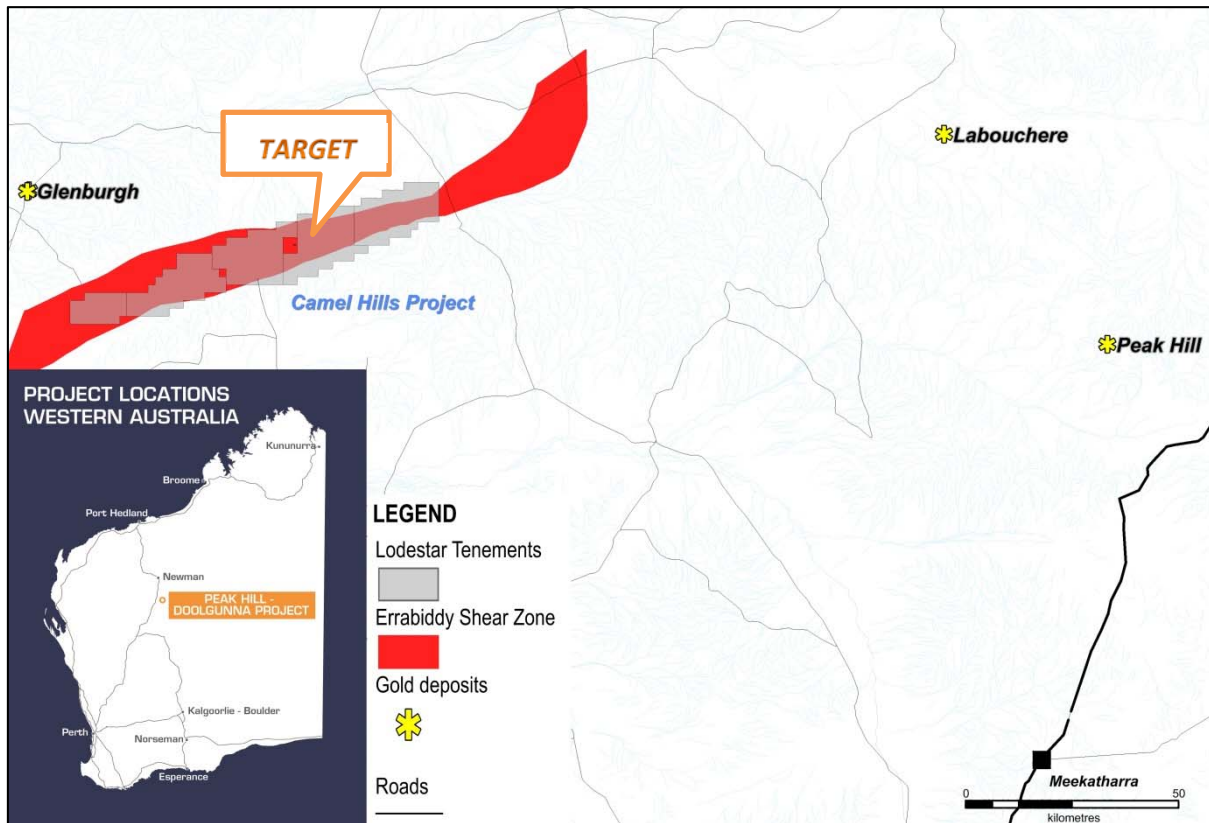 TARGET
Labouchere
Glenburgh
Camel Hills Project
Peak Hill
PROJECT LOCATIONS
WESTERN AUSTRALIA
Kununurra
Broome
Port Hedland
Newman
PEAK HILL -
DOOLGUNNA PROJECT
Kalgoorlie - Boulder
Perth
Norseman
Esperance
LEGEND
Lodestar Tenements
Errabiddy Shear Zone
Gold deposits
Roads
Meekatharra
0 50
kilometres